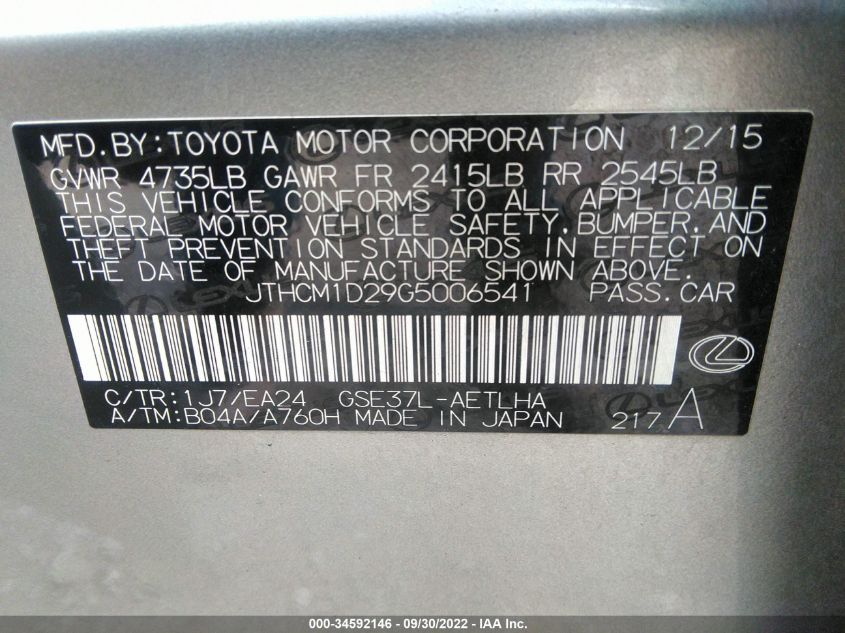 MFD.BY:TOYOTA MOTOR CORPORATION 12/15
GVWR 4735LB GAWR FR 2415LB RR 2545LB
THIS VEHICLE CONFORMS TO ALL APPLICABLE
FEDERAL MOTOR VEHICLE SAFETY,BUMPER,AND
THEFT PREVENTION STANDARDS IN EFFECT ON
THE DATE OF MANUFACTURE SHOWN ABOVE.
JTHCM1D29G5006541 PASS.CAR
C/TR:1J7/EA24 GSE37L-AETLHA
A/TM:B04A/A760H MADE IN JAPAN 217 A
000-34592146 - 09/30/2022 - IAA Inc.